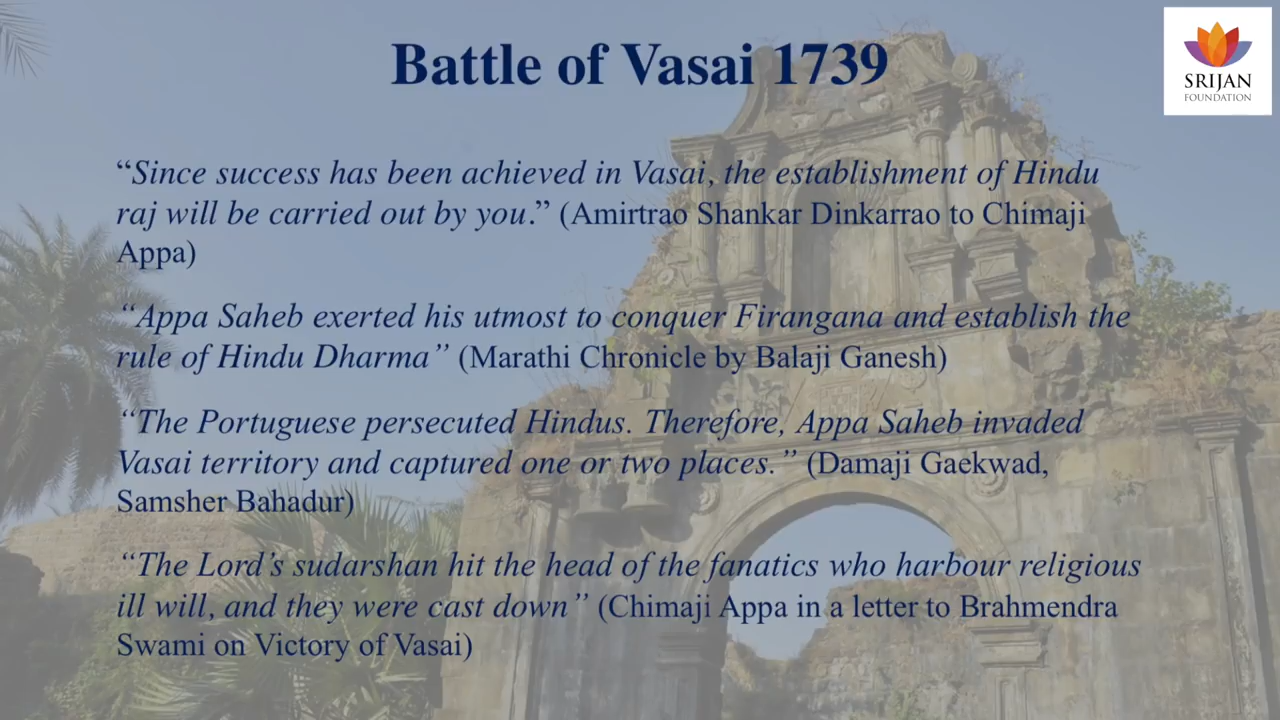 Battle of Vasai 1739
SRIJAN
FOUNDATION
“Since success has been achieved in Vasai, the establishment of Hindu
raj will be carried out by you.” (Amirtrao Shankar Dinkarrao to Chimaji
Appa)
“Appa Saheb exerted his utmost to conquer Firangana and establish the
rule of Hindu Dharma” (Marathi Chronicle by Balaji Ganesh)
“The Portuguese persecuted Hindus. Therefore, Appa Saheb invaded
Vasai territory and captured one or two places.” (Damaji Gaekwad,
Samsher Bahadur)
“The Lord’s sudarshan hit the head of the fanatics who harbour religious
ill will, and they were cast down” (Chimaji Appa in a letter to Brahmendra
Swami on Victory of Vasai)